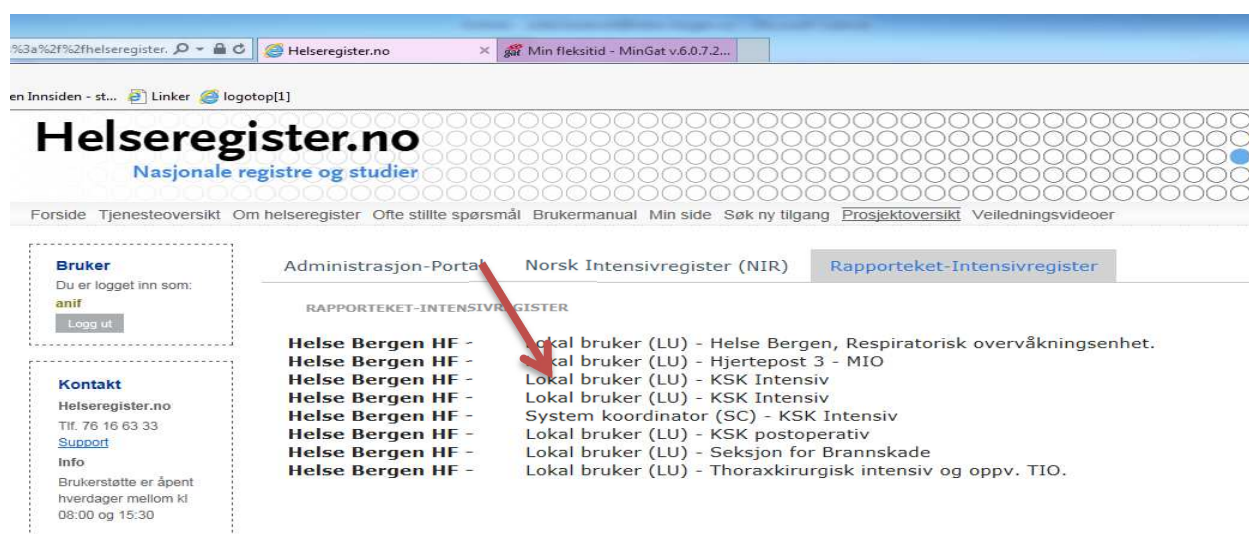 %3a%2f%2fhelseregister.
Helseregister.no
Min fleksitid - MinGat v.6.0.7.2...
en Innsiden - st... Linker logotop[1]
Helseregister.no
Nasjonale registre og studier
Forside Tjenesteoversikt Om helseregister Ofte stillte spørsmål Brukermanual Min side Søk ny tilgang Prosjektoversikt Veiledningsvideoer
Bruker
Du er logget inn som:
anif
Logg ut
Kontakt
Helseregister.no
Tlf. 76 16 63 33
Support
Info
Brukerstøtte er åpent
hverdager mellom kl
08:00 og 15:30
Administrasjon-Portal Norsk Intensivregister (NIR) Rapporteket-Intensivregister
RAPPORTEKET-INTENSIVREGISTER
Helse Bergen HF - Lokal bruker (LU) - Helse Bergen, Respiratorisk overvåkningsenhet.
Helse Bergen HF - Lokal bruker (LU) - Hjertepost 3 - MIO
Helse Bergen HF - Lokal bruker (LU) - KSK Intensiv
Helse Bergen HF - Lokal bruker (LU) - KSK Intensiv
Helse Bergen HF - System koordinator (SC) - KSK Intensiv
Helse Bergen HF - Lokal bruker (LU) - KSK postoperativ
Helse Bergen HF - Lokal bruker (LU) - Seksjon for Brannskade
Helse Bergen HF - Lokal bruker (LU) - Thoraxkirurgisk intensiv og oppv. TIO.